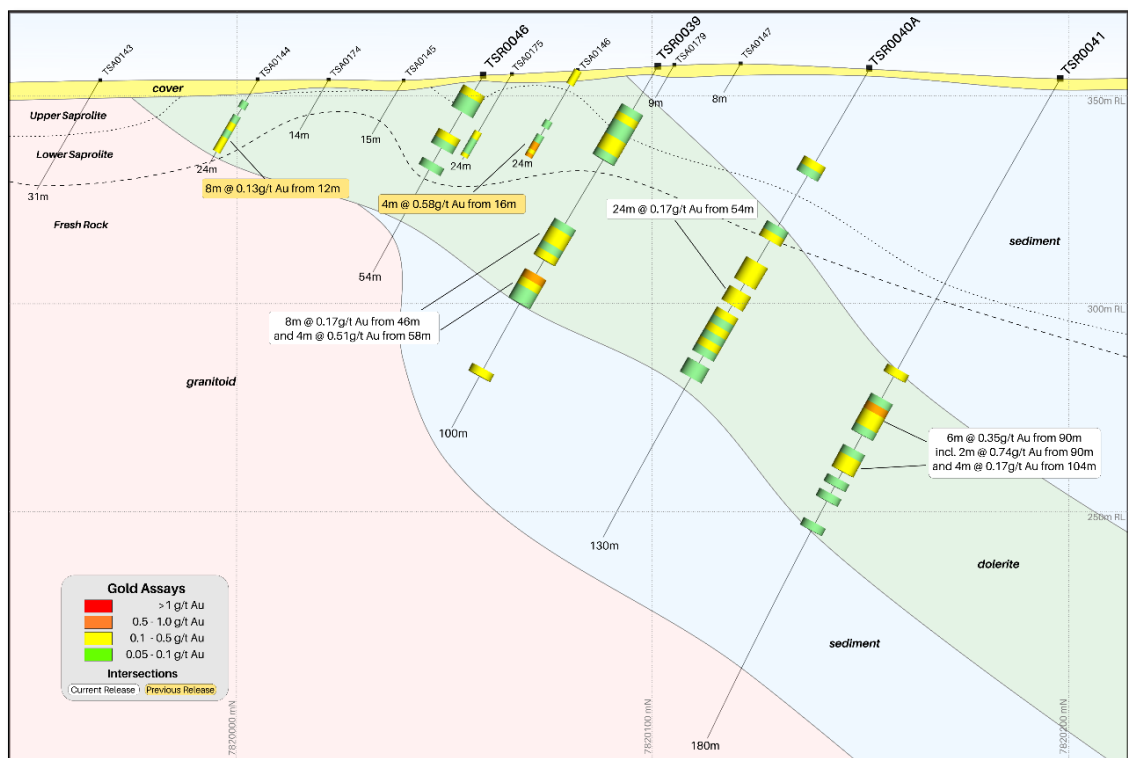 TSA0143
TSA0144
TSA0174
TSA0145
TSR0046
TSA0175
TSA0146
TSR0039
TSA0179
TSA0147
TSR0040A
TSR0041
cover
Upper Saprolite
Lower Saprolite
Fresh Rock
31m
24m
14m
15m
24m
24m
9m
8m
350m RL
8m @ 0.13g/t Au from 12m
4m @ 0.58g/t Au from 16m
24m @ 0.17g/t Au from 54m
sediment
54m
300m RL
8m @ 0.17g/t Au from 46m
and 4m @ 0.51g/t Au from 58m
granitoid
100m
6m @ 0.35g/t Au from 90m
incl. 2m @ 0.74g/t Au from 90m
and 4m @ 0.17g/t Au from 104m
250m RL
130m
dolerite
sediment
180m
Gold Assays
>1 g/t Au
0.5 - 1.0 g/t Au
0.1 - 0.5 g/t Au
0.05 - 0.1 g/t Au
Intersections
Current Release
Previous Release
7820000 mN
7820100 mN
7820200 mN